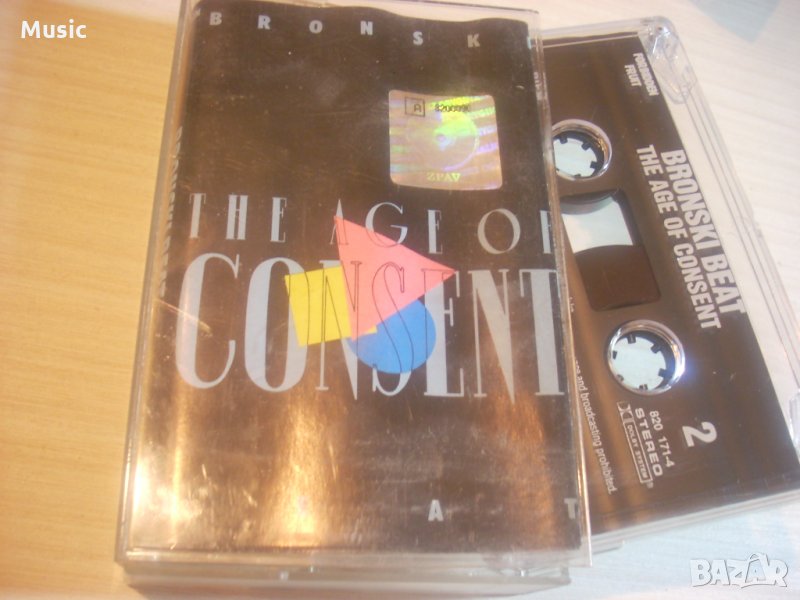 Music
BRONSK
A
ZPAV
THE AGE OF
CONSENT
A T
FORBIDDEN
FRUIT
BRONSKI BEAT
THE AGE OF CONSENT
and broadcasting prohibited.
2
820 171-4
STEREO
DOLBY SYSTEM
BAZAR